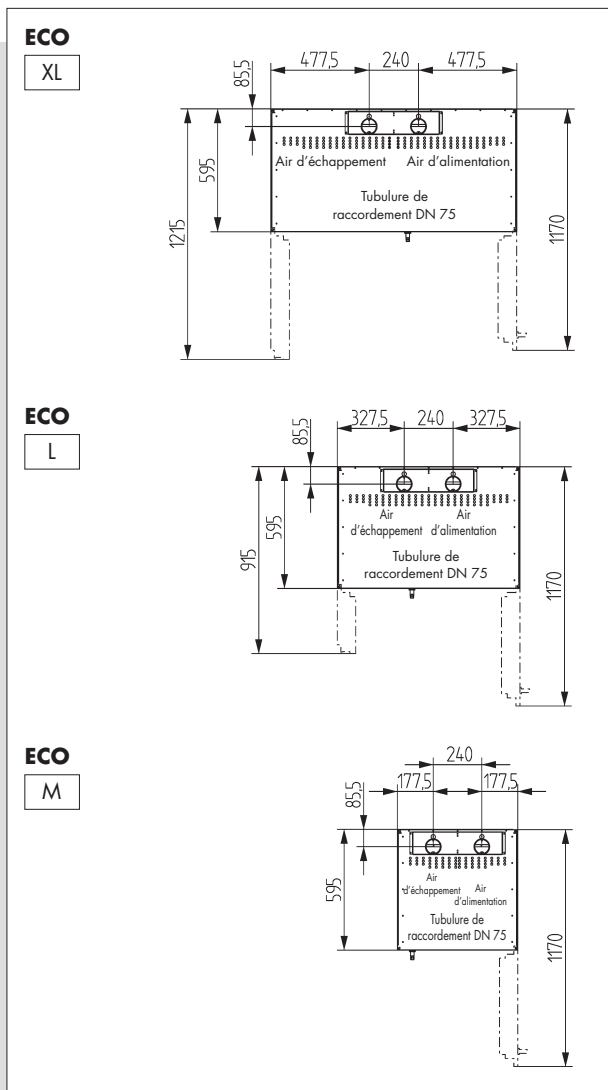 ECO
XL
477,5 240 477,5
85,5
595
1215
1170
Air d'échappement Air d'alimentation
Tubulure de
raccordement DN 75
ECO
L
327,5 240 327,5
85,5
595
915
1170
Air Air
d'échappement d'alimentation
Tubulure de
raccordement DN 75
ECO
M
240
177,5 177,5
85,5
595
1170
Air
d'échappement
Air
d'alimentation
Tubulure de
raccordement DN 75